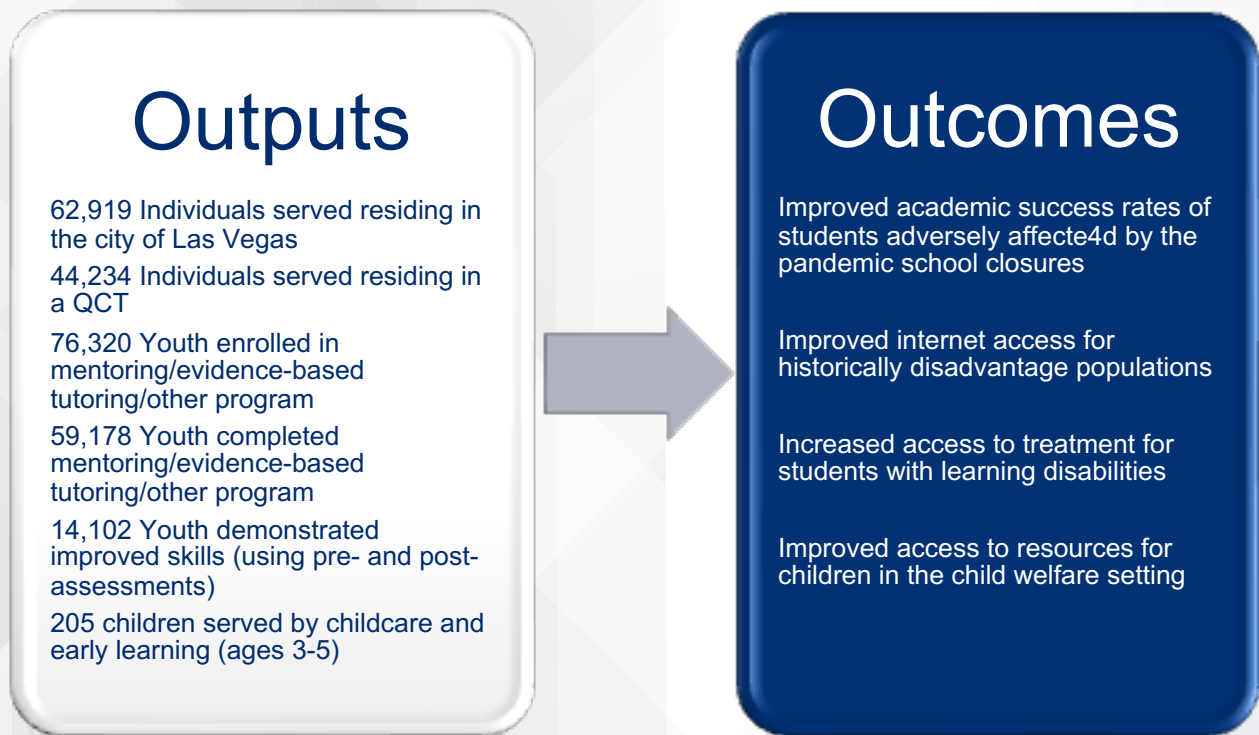 Outputs
62,919 Individuals served residing in
the city of Las Vegas
44,234 Individuals served residing in
a QCT
76,320 Youth enrolled in
mentoring/evidence-based
tutoring/other program
59,178 Youth completed
mentoring/evidence-based
tutoring/other program
14,102 Youth demonstrated
improved skills (using pre- and post-
assessments)
205 children served by childcare and
early learning (ages 3-5)
Outcomes
Improved academic success rates of
students adversely affecte4d by the
pandemic school closures
Improved internet access for
historically disadvantage populations
Increased access to treatment for
students with learning disabilities
Improved access to resources for
children in the child welfare setting